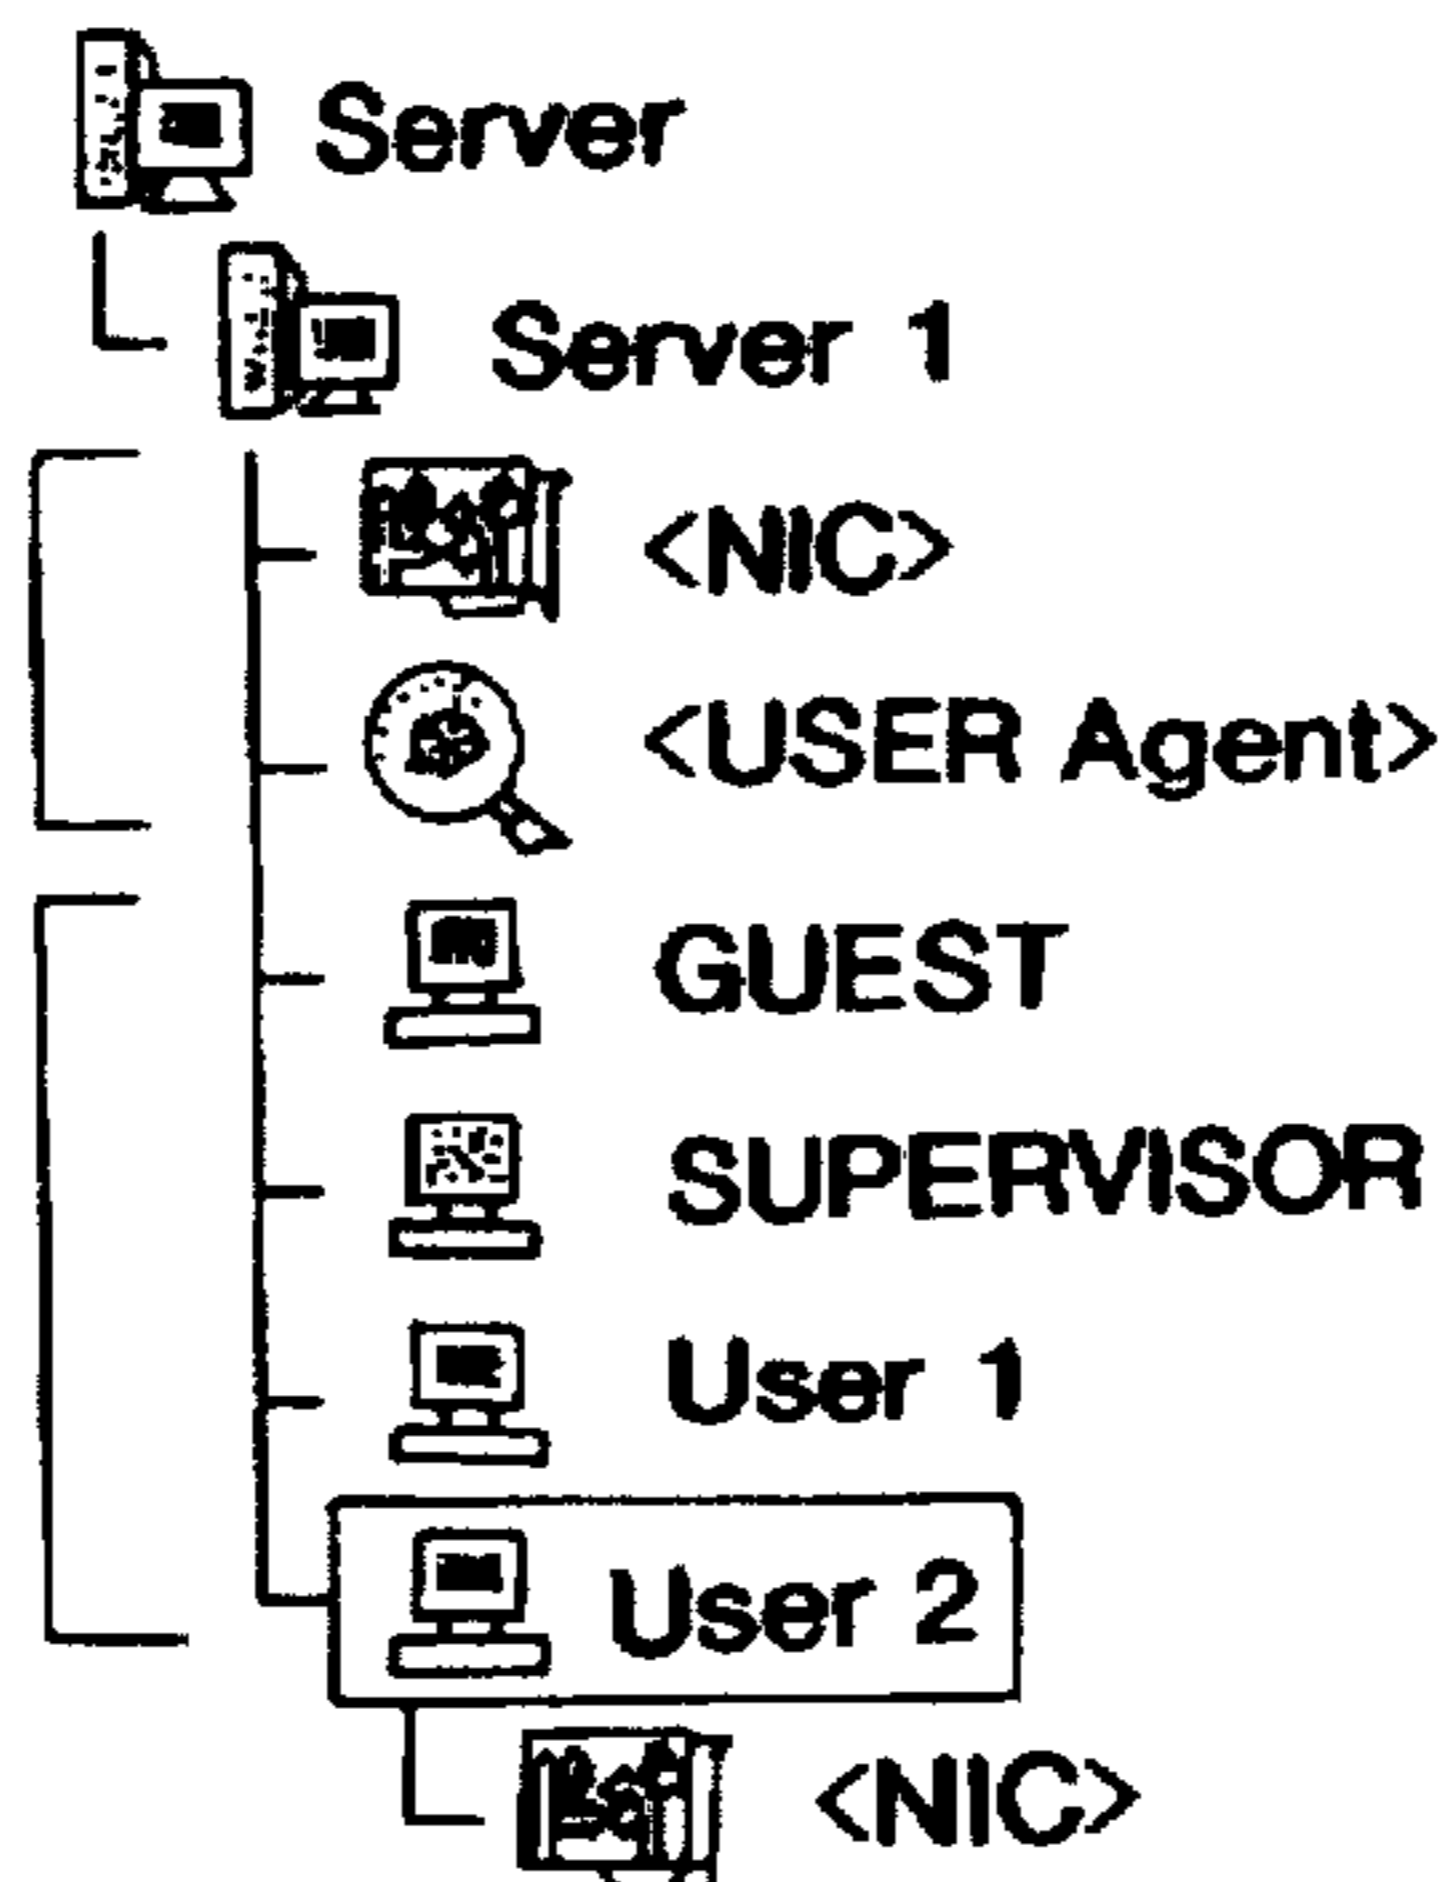 Server
Server 1
<NIC>
<USER Agent>
GUEST
SUPERVISOR
User 1
User 2
<NIC>